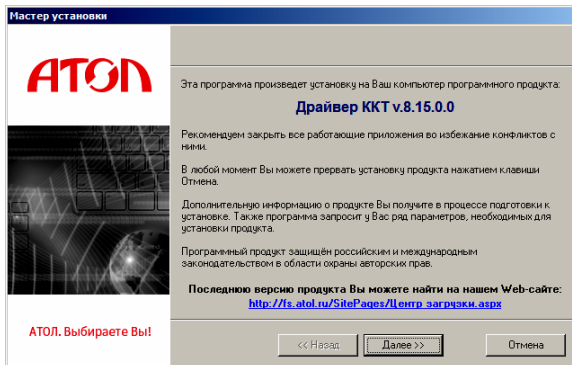 Мастер установки
АТОЛ
Эта программа произведет установку на Ваш компьютер программного продукта:
Драйвер ККТ v.8.15.0.0
Рекомендуем закрыть все работающие приложения во избежание конфликтов с
ними.
В любой момент Вы можете прервать установку продукта нажатием клавиши
Отмена.
Дополнительную информацию о продукте Вы получите в процессе подготовки к
установке. Также программа запросит у Вас ряд параметров, необходимых для
установки продукта.
Программный продукт защищён российским и международным
законодательством в области охраны авторских прав.
Последнюю версию продукта Вы можете найти на нашем Web-сайте:
http://fs.atol.ru/SitePages/Центр загрузки.aspx
АТОЛ. Выбираете Вы!
<< Назад
Далее >>
Отмена